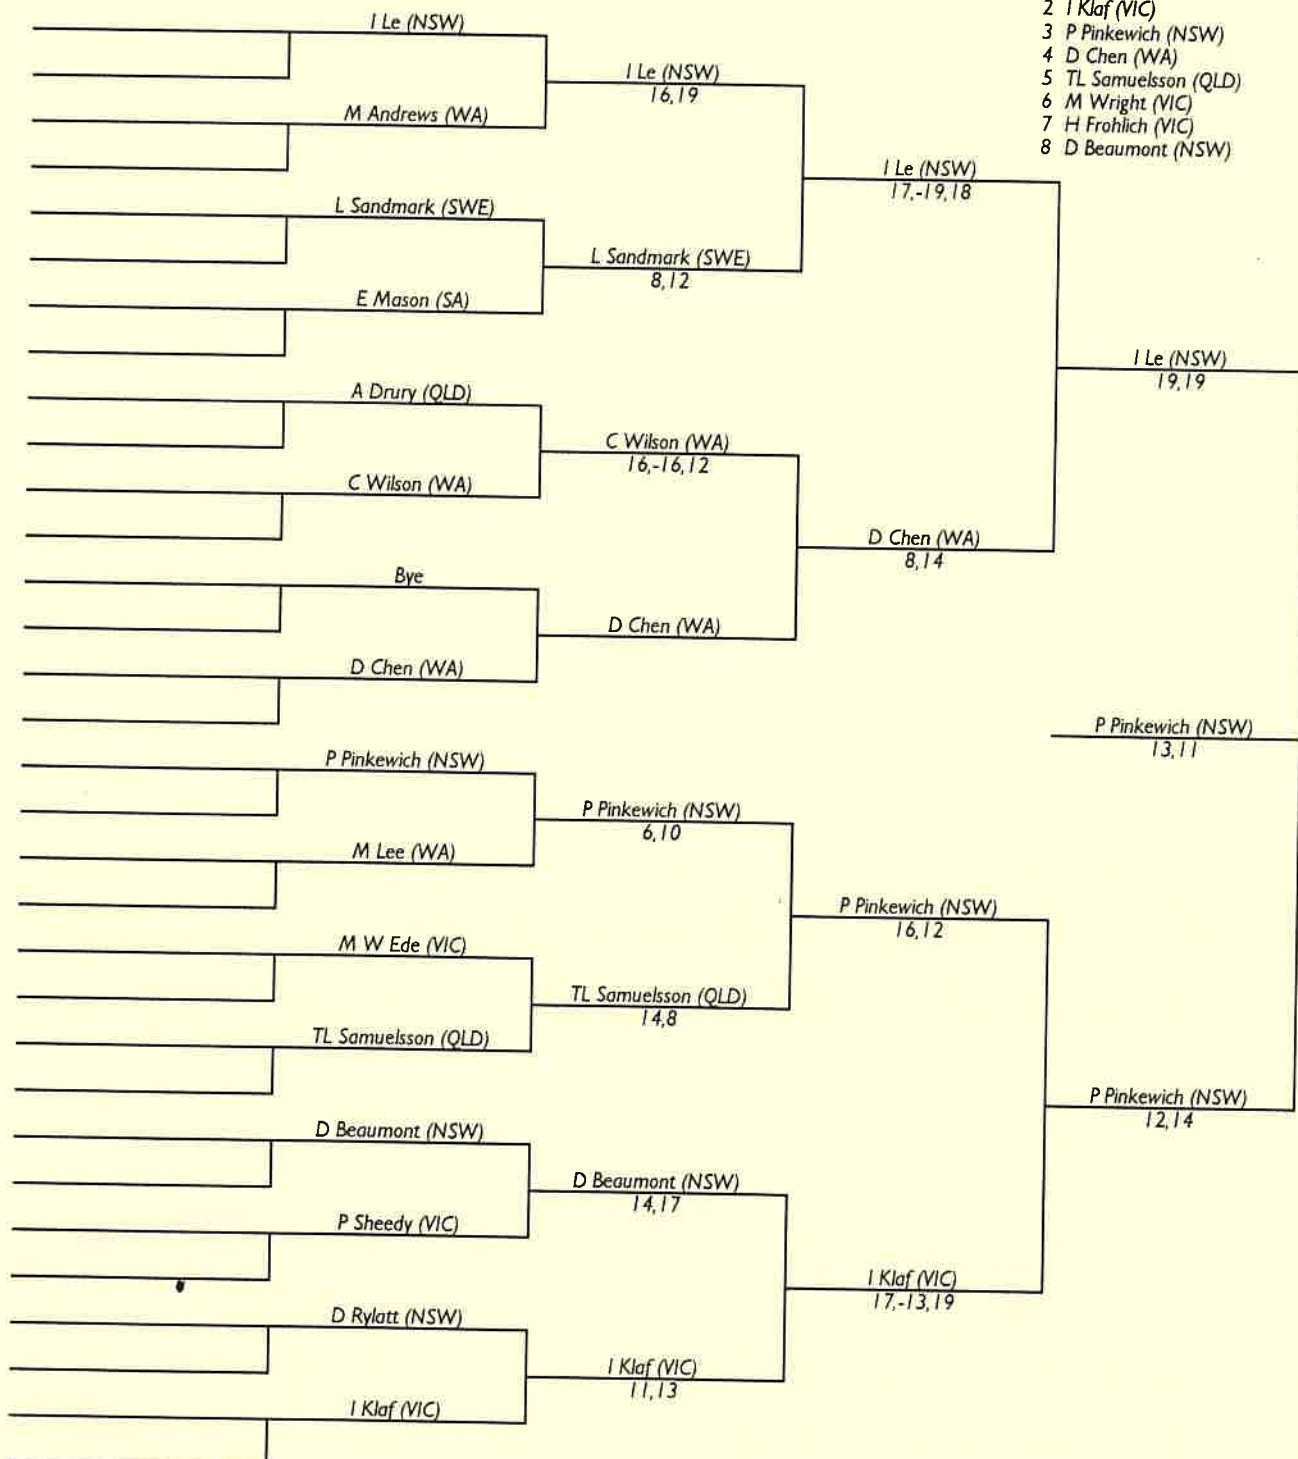 2 I Klaf (VIC)
3 P Pinkewich (NSW)
4 D Chen (WA)
5 TL Samuelsson (QLD)
6 M Wright (VIC)
7 H Frohlich (VIC)
8 D Beaumont (NSW)
I Le (NSW)
M Andrews (WA)
L Sandmark (SWE)
E Mason (SA)
A Drury (QLD)
C Wilson (WA)
Bye
D Chen (WA)
P Pinkewich (NSW)
M Lee (WA)
M W Ede (VIC)
TL Samuelsson (QLD)
D Beaumont (NSW)
P Sheedy (VIC)
D Rylatt (NSW)
I Klaf (VIC)
I Le (NSW)
16,19
L Sandmark (SWE)
8,12
C Wilson (WA)
16,-16,12
D Chen (WA)
P Pinkewich (NSW)
6,10
TL Samuelsson (QLD)
14,8
D Beaumont (NSW)
14,17
I Klaf (VIC)
11,13
I Le (NSW)
17,-19,18
D Chen (WA)
8,14
P Pinkewich (NSW)
16,12
I Klaf (VIC)
17,-13,19
I Le (NSW)
19,19
P Pinkewich (NSW)
12,14
P Pinkewich (NSW)
13,11